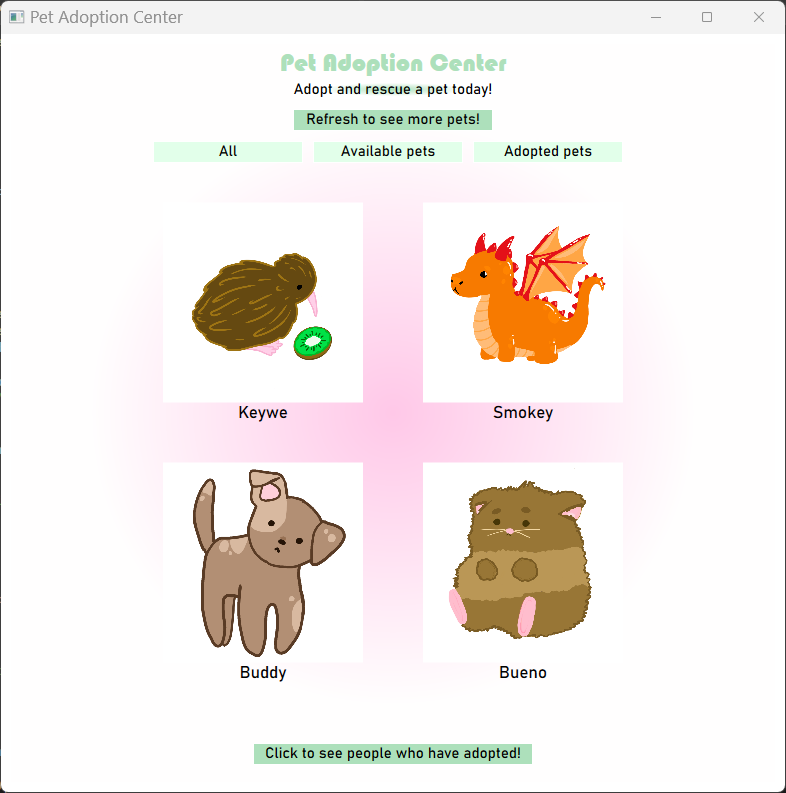 Pet Adoption Center
Pet Adoption Center
Adopt and rescue a pet today!
Refresh to see more pets!
All Available pets Adopted pets
Keywe Smokey
Buddy Bueno
Click to see people who have adopted!